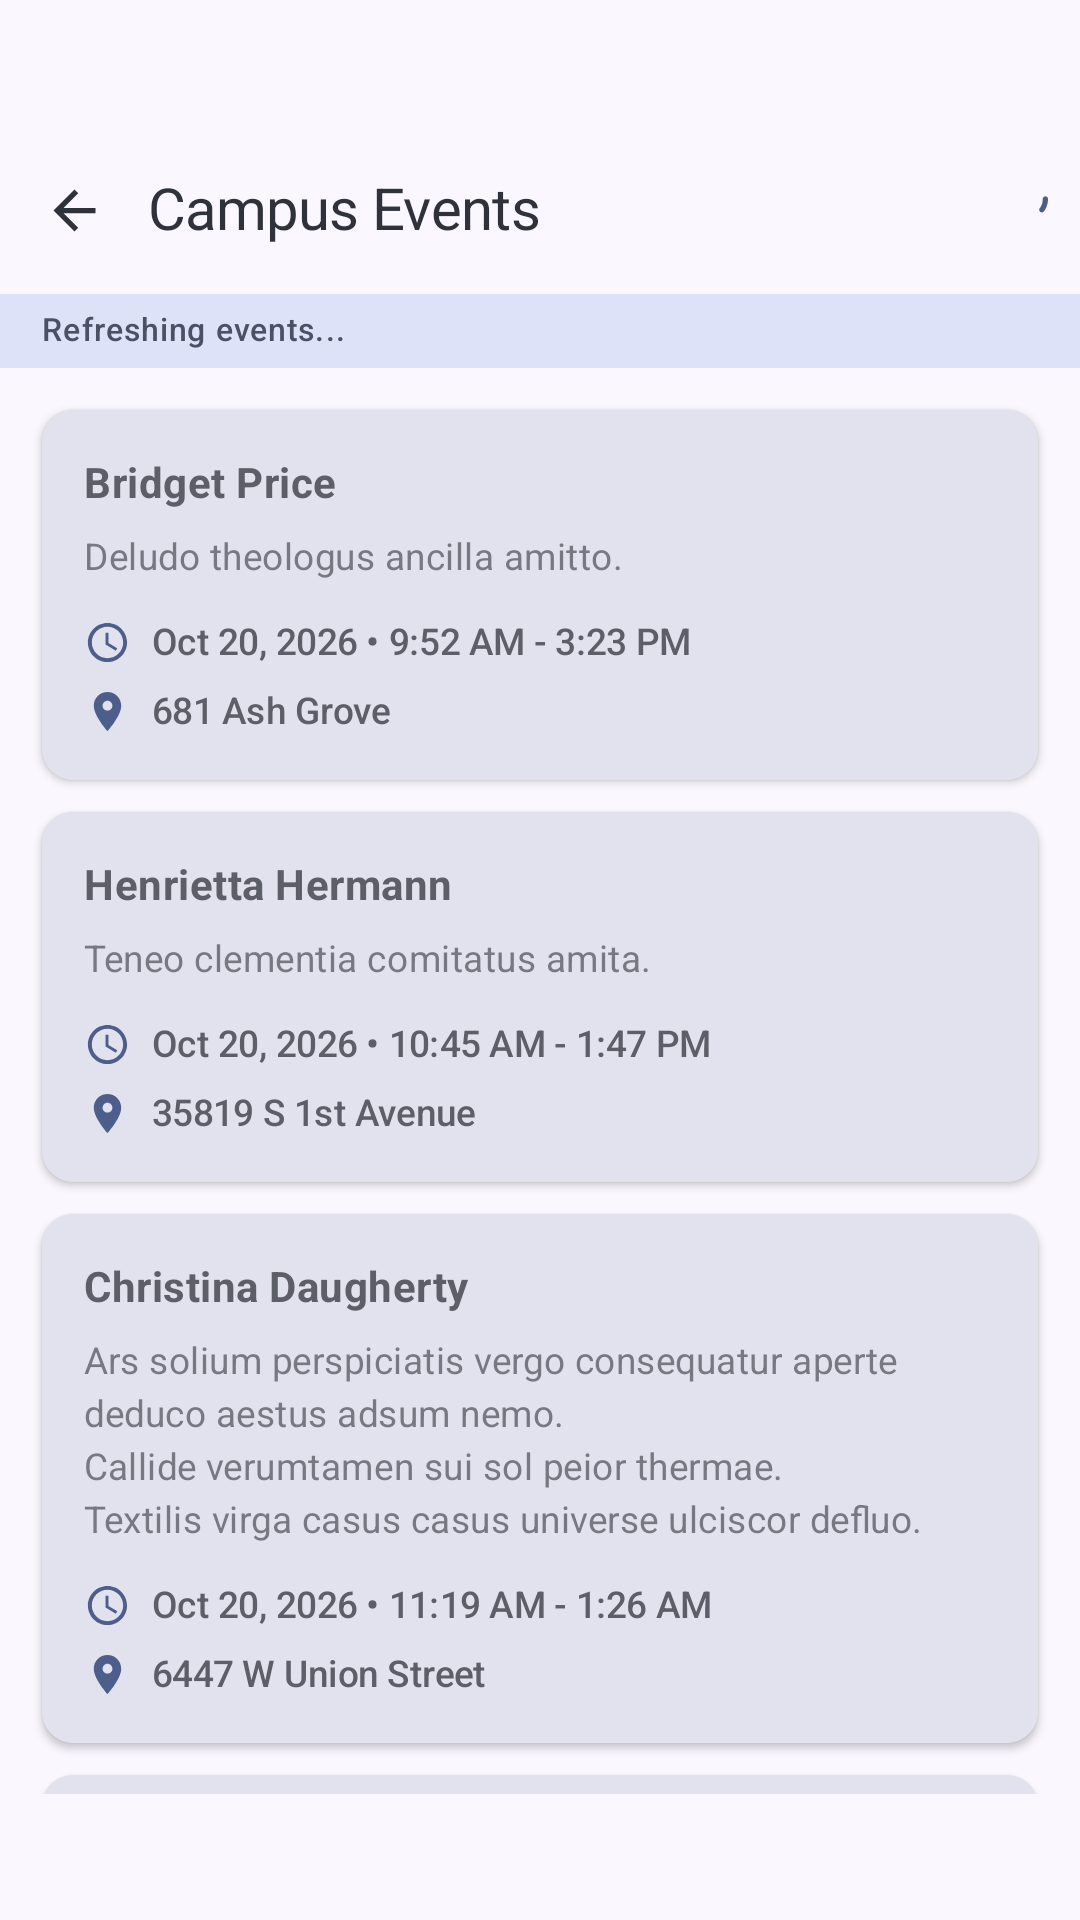 Campus Events
Refreshing events...
Bridget Price
Deludo theologus ancilla amitto.
Oct 20, 2026 • 9:52 AM - 3:23 PM
681 Ash Grove
Henrietta Hermann
Teneo clementia comitatus amita.
Oct 20, 2026 • 10:45 AM - 1:47 PM
35819 S 1st Avenue
Christina Daugherty
Ars solium perspiciatis vergo consequatur aperte
deduco aestus adsum nemo.
Callide verumtamen sui sol peior thermae.
Textilis virga casus casus universe ulciscor defluo.
Oct 20, 2026 • 11:19 AM - 1:26 AM
6447 W Union Street